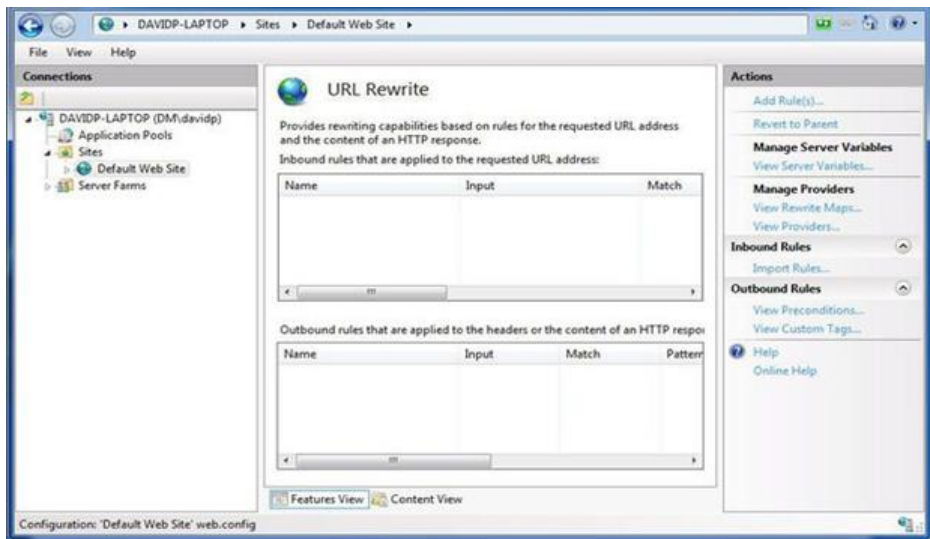 DAVIDP-LAPTOP ▸ Sites ▸ Default Web Site ▸
File View Help
Connections
DAVIDP-LAPTOP (DM\davidp)
Application Pools
Sites
Default Web Site
Server Farms
URL Rewrite
Provides rewriting capabilities based on rules for the requested URL address
and the content of an HTTP response.
Inbound rules that are applied to the requested URL address:
Name Input Match
Outbound rules that are applied to the headers or the content of an HTTP respo
Name Input Match Pattern
Features View Content View
Actions
Add Rule(s)...
Revert to Parent
Manage Server Variables
View Server Variables...
Manage Providers
View Rewrite Maps...
View Providers...
Inbound Rules
Import Rules...
Outbound Rules
View Preconditions...
View Custom Tags...
Help
Online Help
Configuration: 'Default Web Site' web.config